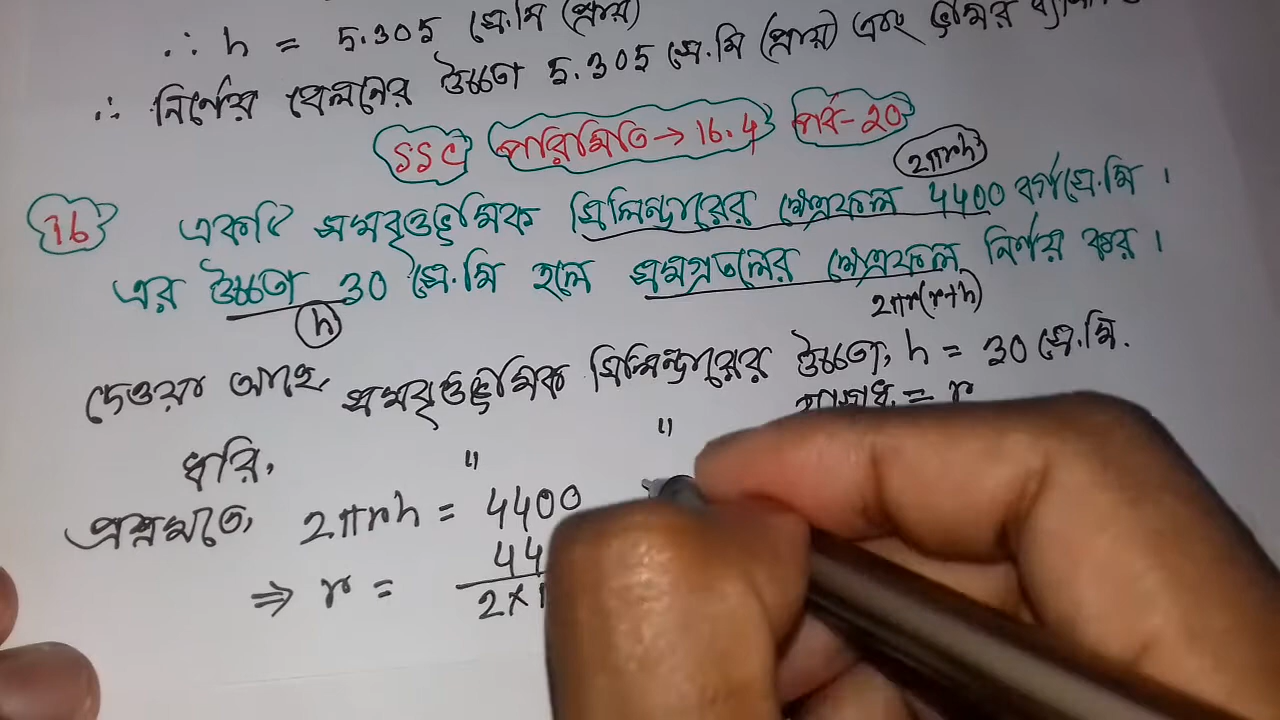 ∴ h = 5.305 সে.মি (প্রায়)
∴ নির্ণেয় বেলনের উচ্চতা 5.305 সে.মি (প্রায়) এবং ভূমির
SSC পরিমিতি → 16.4 পর্ব-20
2πrh
16 একটি সমবৃত্তভূমিক সিলিন্ডারের ক্ষেত্রফল 4400 বর্গসে.মি ।
এর উচ্চতা 30 সে.মি হলে সমগ্রতলের ক্ষেত্রফল নির্ণয় কর ।
h 2πr(r+h)
দেওয়া আছে, সমবৃত্তভূমিক সিলিন্ডারের উচ্চতা, h = 30 সে.মি.
ধরি, " " = r
প্রশ্নমতে, 2πrh = 4400
⇒ r = 44
2×